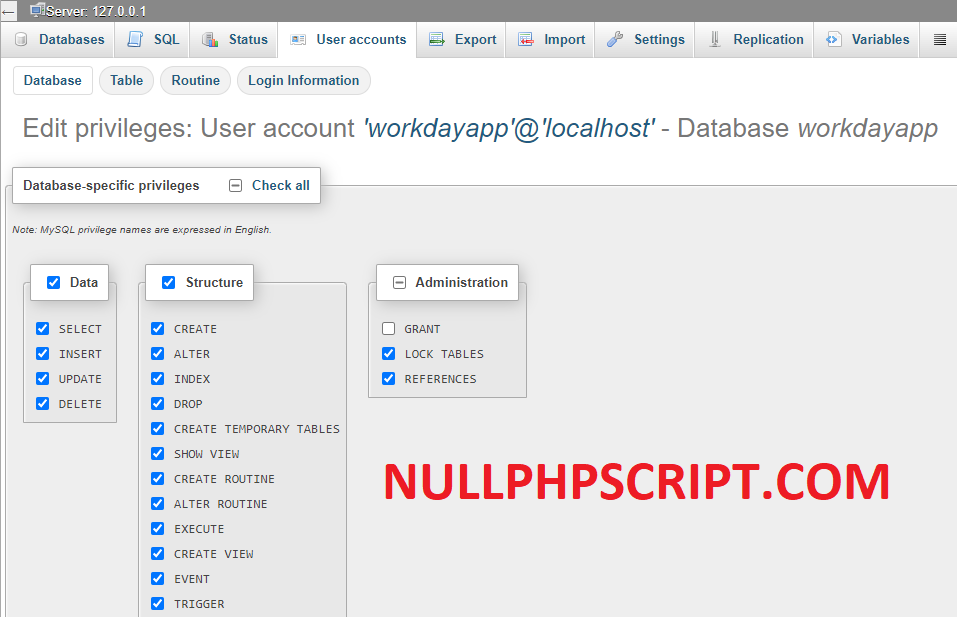 Server: 127.0.0.1
Databases SQL Status User accounts Export Import Settings Replication Variables
Database Table Routine Login Information
Edit privileges: User account 'workdayapp'@'localhost' - Database workdayapp
Database-specific privileges Check all
Note: MySQL privilege names are expressed in English.
Data
SELECT
INSERT
UPDATE
DELETE
Structure
CREATE
ALTER
INDEX
DROP
CREATE TEMPORARY TABLES
SHOW VIEW
CREATE ROUTINE
ALTER ROUTINE
EXECUTE
CREATE VIEW
EVENT
TRIGGER
Administration
GRANT
LOCK TABLES
REFERENCES
NULLPHPSCRIPT.COM